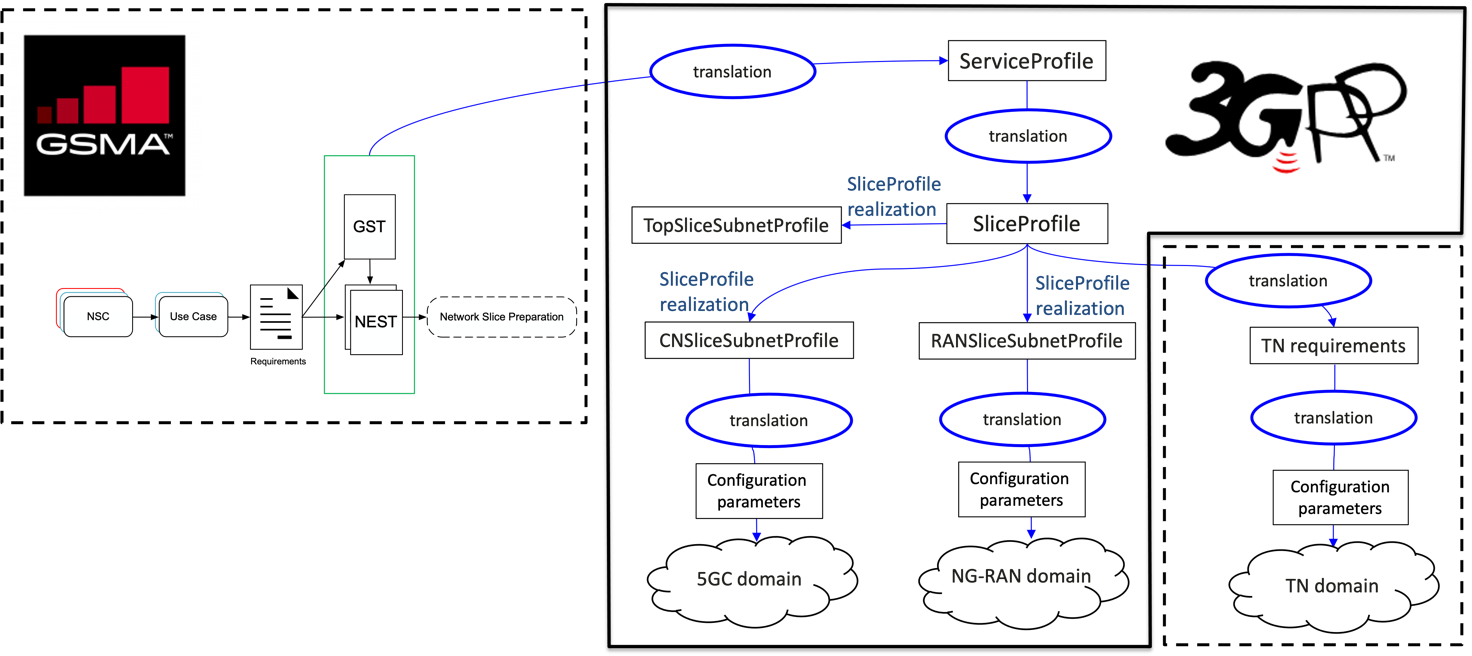 GSMA™
GST
NSC
Use Case
Requirements
NEST
Network Slice Preparation
translation
ServiceProfile
3GPP™
translation
SliceProfile
realization
TopSliceSubnetProfile
SliceProfile
SliceProfile
realization
SliceProfile
realization
translation
CNSliceSubnetProfile
RANSliceSubnetProfile
TN requirements
translation
translation
translation
Configuration
parameters
Configuration
parameters
Configuration
parameters
5GC domain
NG-RAN domain
TN domain